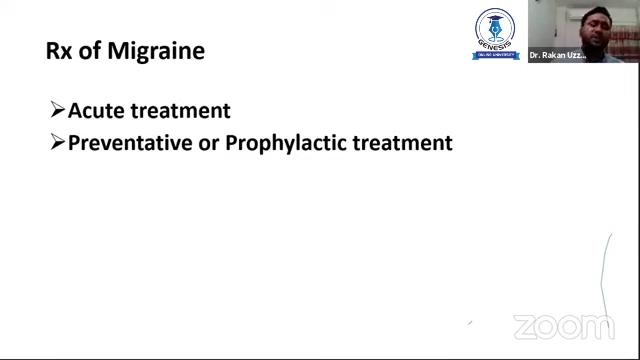 Rx of Migraine
GENESIS
ONLINE UNIVERSITY
Dr. Rakan Uzz...
➢Acute treatment
➢Preventative or Prophylactic treatment
zoom